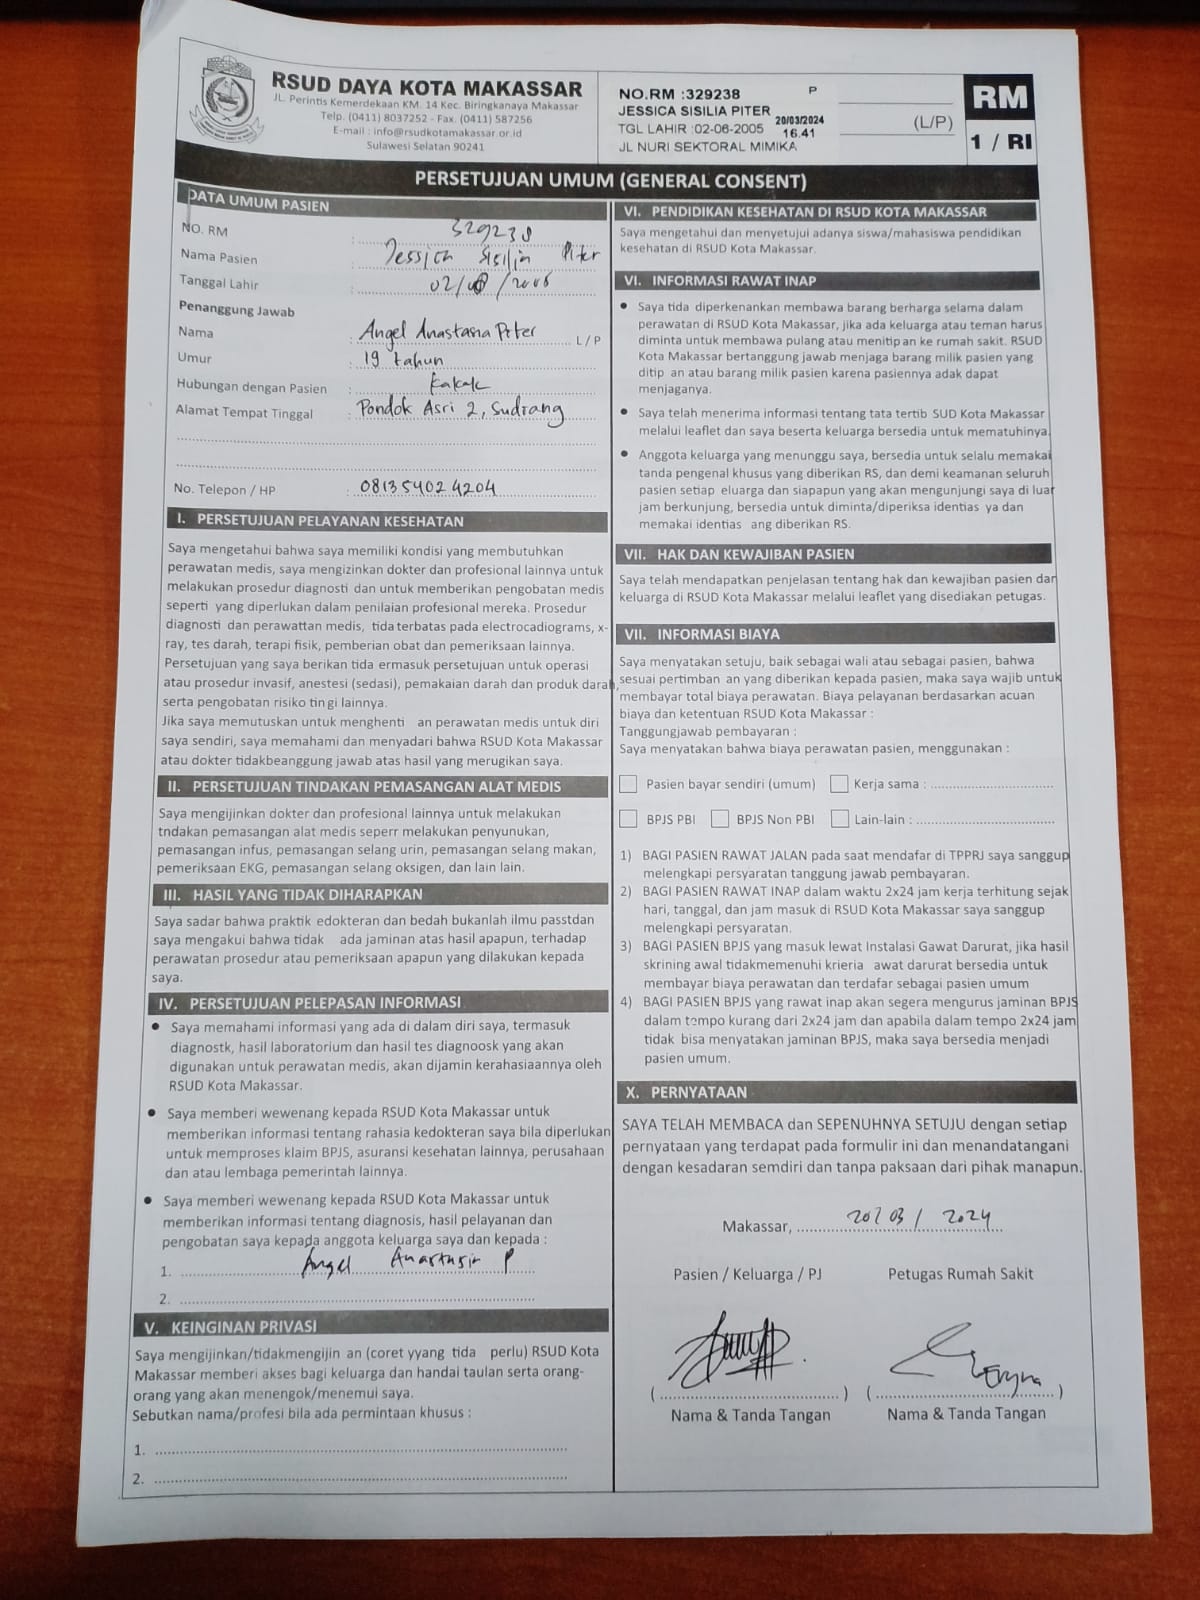 RSUD DAYA KOTA MAKASSAR
JL. Perintis Kemerdekaan KM. 14 Kec. Biringkanaya Makassar
Telp. (0411) 8037252 - Fax. (0411) 587256
E-mail : info@rsudkotamakassar.or.id
Sulawesi Selatan 90241
NO.RM :329238 P
JESSICA SISILIA PITER
20/03/2024
TGL LAHIR :02-06-2005 16.41
JL NURI SEKTORAL MIMIKA
(L/P)
RM
1 / RI
PERSETUJUAN UMUM (GENERAL CONSENT)
DATA UMUM PASIEN
NO. RM : 329238
Nama Pasien : Jessica Sisilia Piter
Tanggal Lahir :
Penanggung Jawab
Nama : Angel Anastasia Piter L / P
Umur : 19 tahun
Hubungan dengan Pasien : kakak
Alamat Tempat Tinggal : Pondok Asri 2, Sudiang
No. Telepon / HP : 081354024204
I. PERSETUJUAN PELAYANAN KESEHATAN
Saya mengetahui bahwa saya memiliki kondisi yang membutuhkan
perawatan medis, saya mengizinkan dokter dan profesional lainnya untuk
melakukan prosedur diagnosti dan untuk memberikan pengobatan medis
seperti yang diperlukan dalam penilaian profesional mereka. Prosedur
diagnosti dan perawattan medis, tida terbatas pada electrocadiograms, x-
ray, tes darah, terapi fisik, pemberian obat dan pemeriksaan lainnya.
Persetujuan yang saya berikan tida ermasuk persetujuan untuk operasi
atau prosedur invasif, anestesi (sedasi), pemakaian darah dan produk darah,
serta pengobatan risiko tin gi lainnya.
Jika saya memutuskan untuk menghenti an perawatan medis untuk diri
saya sendiri, saya memahami dan menyadari bahwa RSUD Kota Makassar
atau dokter tidakbeanggung jawab atas hasil yang merugikan saya.
II. PERSETUJUAN TINDAKAN PEMASANGAN ALAT MEDIS
Saya mengijinkan dokter dan profesional lainnya untuk melakukan
tndakan pemasangan alat medis seperr melakukan penyunukan,
pemasangan infus, pemasangan selang urin, pemasangan selang makan,
pemeriksaan EKG, pemasangan selang oksigen, dan lain lain.
III. HASIL YANG TIDAK DIHARAPKAN
Saya sadar bahwa praktik edokteran dan bedah bukanlah ilmu passtdan
saya mengakui bahwa tidak ada jaminan atas hasil apapun, terhadap
perawatan prosedur atau pemeriksaan apapun yang dilakukan kepada
saya.
IV. PERSETUJUAN PELEPASAN INFORMASI
● Saya memahami informasi yang ada di dalam diri saya, termasuk
diagnostk, hasil laboratorium dan hasil tes diagnoosk yang akan
digunakan untuk perawatan medis, akan dijamin kerahasiaannya oleh
RSUD Kota Makassar.
● Saya memberi wewenang kepada RSUD Kota Makassar untuk
memberikan informasi tentang rahasia kedokteran saya bila diperlukan
untuk memproses klaim BPJS, asuransi kesehatan lainnya, perusahaan
dan atau lembaga pemerintah lainnya.
● Saya memberi wewenang kepada RSUD Kota Makassar untuk
memberikan informasi tentang diagnosis, hasil pelayanan dan
pengobatan saya kepada anggota keluarga saya dan kepada :
1. Angel Anastasia P
2.
V. KEINGINAN PRIVASI
Saya mengijinkan/tidakmengijin an (coret yyang tida perlu) RSUD Kota
Makassar memberi akses bagi keluarga dan handai taulan serta orang-
orang yang akan menengok/menemui saya.
Sebutkan nama/profesi bila ada permintaan khusus :
1.
2.
VI. PENDIDIKAN KESEHATAN DI RSUD KOTA MAKASSAR
Saya mengetahui dan menyetujui adanya siswa/mahasiswa pendidikan
kesehatan di RSUD Kota Makassar.
VI. INFORMASI RAWAT INAP
● Saya tida diperkenankan membawa barang berharga selama dalam
perawatan di RSUD Kota Makassar, jika ada keluarga atau teman harus
diminta untuk membawa pulang atau menitip an ke rumah sakit. RSUD
Kota Makassar bertanggung jawab menjaga barang milik pasien yang
ditip an atau barang milik pasien karena pasiennya adak dapat
menjaganya.
● Saya telah menerima informasi tentang tata tertib SUD Kota Makassar
melalui leaflet dan saya beserta keluarga bersedia untuk mematuhinya.
● Anggota keluarga yang menunggu saya, bersedia untuk selalu memakai
tanda pengenal khusus yang diberikan RS, dan demi keamanan seluruh
pasien setiap eluarga dan siapapun yang akan mengunjungi saya di luar
jam berkunjung, bersedia untuk diminta/diperiksa identias ya dan
memakai identias ang diberikan RS.
VII. HAK DAN KEWAJIBAN PASIEN
Saya telah mendapatkan penjelasan tentang hak dan kewajiban pasien dan
keluarga di RSUD Kota Makassar melalui leaflet yang disediakan petugas.
VII. INFORMASI BIAYA
Saya menyatakan setuju, baik sebagai wali atau sebagai pasien, bahwa
sesuai pertimban an yang diberikan kepada pasien, maka saya wajib untuk
membayar total biaya perawatan. Biaya pelayanan berdasarkan acuan
biaya dan ketentuan RSUD Kota Makassar :
Tanggungjawab pembayaran :
Saya menyatakan bahwa biaya perawatan pasien, menggunakan :
Pasien bayar sendiri (umum) Kerja sama :
BPJS PBI BPJS Non PBI Lain-lain :
1) BAGI PASIEN RAWAT JALAN pada saat mendafar di TPPRJ saya sanggup
melengkapi persyaratan tanggung jawab pembayaran.
2) BAGI PASIEN RAWAT INAP dalam waktu 2x24 jam kerja terhitung sejak
hari, tanggal, dan jam masuk di RSUD Kota Makassar saya sanggup
melengkapi persyaratan.
3) BAGI PASIEN BPJS yang masuk lewat Instalasi Gawat Darurat, jika hasil
skrining awal tidakmemenuhi krieria awat darurat bersedia untuk
membayar biaya perawatan dan terdafar sebagai pasien umum
4) BAGI PASIEN BPJS yang rawat inap akan segera mengurus jaminan BPJS
dalam tempo kurang dari 2x24 jam dan apabila dalam tempo 2x24 jam
tidak bisa menyatakan jaminan BPJS, maka saya bersedia menjadi
pasien umum.
X. PERNYATAAN
SAYA TELAH MEMBACA dan SEPENUHNYA SETUJU dengan setiap
pernyataan yang terdapat pada formulir ini dan menandatangani
dengan kesadaran semdiri dan tanpa paksaan dari pihak manapun.
Makassar, 20/03/2024
Pasien / Keluarga / PJ Petugas Rumah Sakit
( ) ( )
Nama & Tanda Tangan Nama & Tanda Tangan